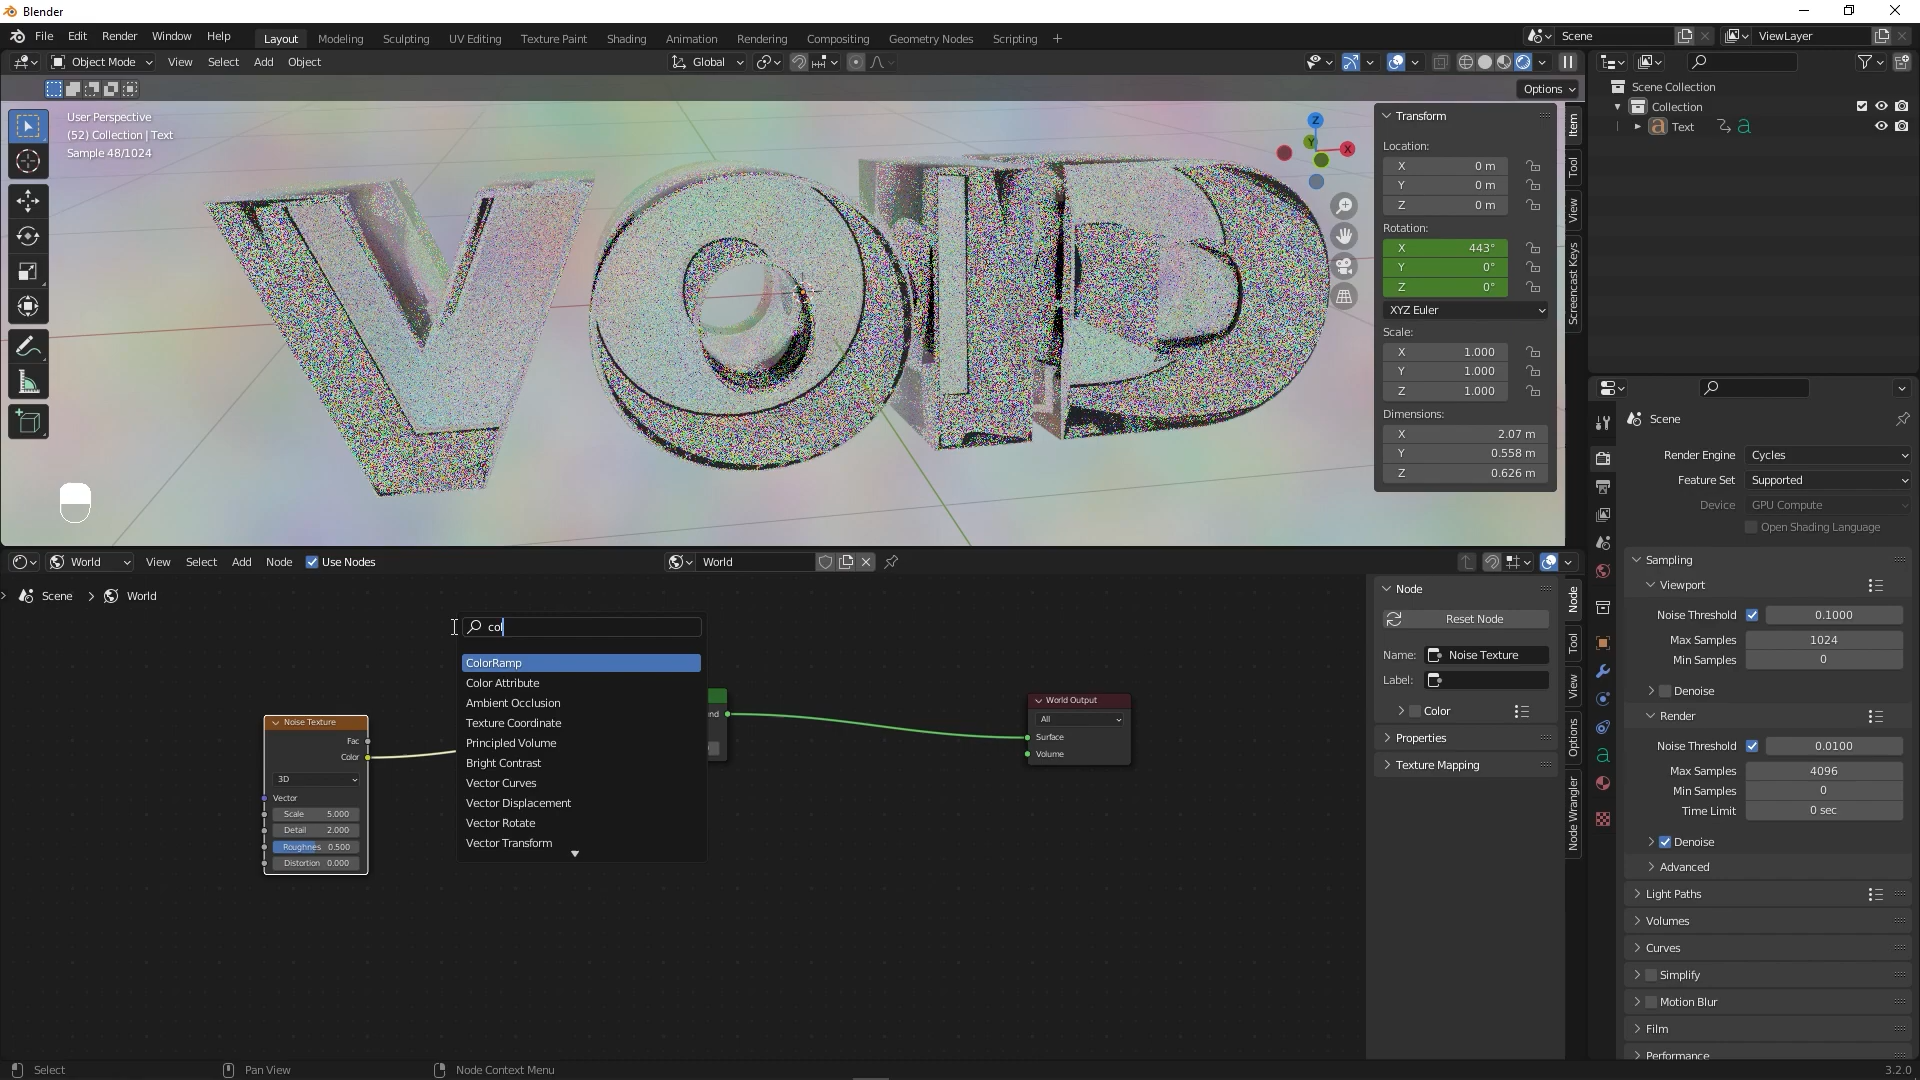 Blender
File Edit Render Window Help Layout Modeling Sculpting UV Editing Texture Paint Shading Animation Rendering Compositing Geometry Nodes Scripting Scene ViewLayer
Object Mode View Select Add Object Global
Options
User Perspective
(52) Collection | Text
Sample 48/1024
VOID
Z
Y
X
Transform
Location:
X 0 m
Y 0 m
Z 0 m
Rotation:
X 443°
Y 0°
Z 0°
XYZ Euler
Scale:
X 1.000
Y 1.000
Z 1.000
Dimensions:
X 2.07 m
Y 0.558 m
Z 0.626 m
Item
Tool
View
Screencast Keys
Scene Collection
Collection
Text
Scene
Render Engine Cycles
Feature Set Supported
Device GPU Compute
Open Shading Language
Sampling
Viewport
Noise Threshold 0.1000
Max Samples 1024
Min Samples 0
Denoise
Render
Noise Threshold 0.0100
Max Samples 4096
Min Samples 0
Time Limit 0 sec
Denoise
Advanced
Light Paths
Volumes
Curves
Simplify
Motion Blur
Film
Performance
World View Select Add Node Use Nodes World
Scene World
col
ColorRamp
Color Attribute
Ambient Occlusion
Texture Coordinate
Principled Volume
Bright Contrast
Vector Curves
Vector Displacement
Vector Rotate
Vector Transform
Noise Texture
Fac
Color
3D
Vector
Scale 5.000
Detail 2.000
Roughnes 0.500
Distortion 0.000
nd
World Output
All
Surface
Volume
Node
Reset Node
Name: Noise Texture
Label:
Color
Properties
Texture Mapping
Node
Tool
View
Options
Node Wrangler
Select Pan View Node Context Menu 3.2.0